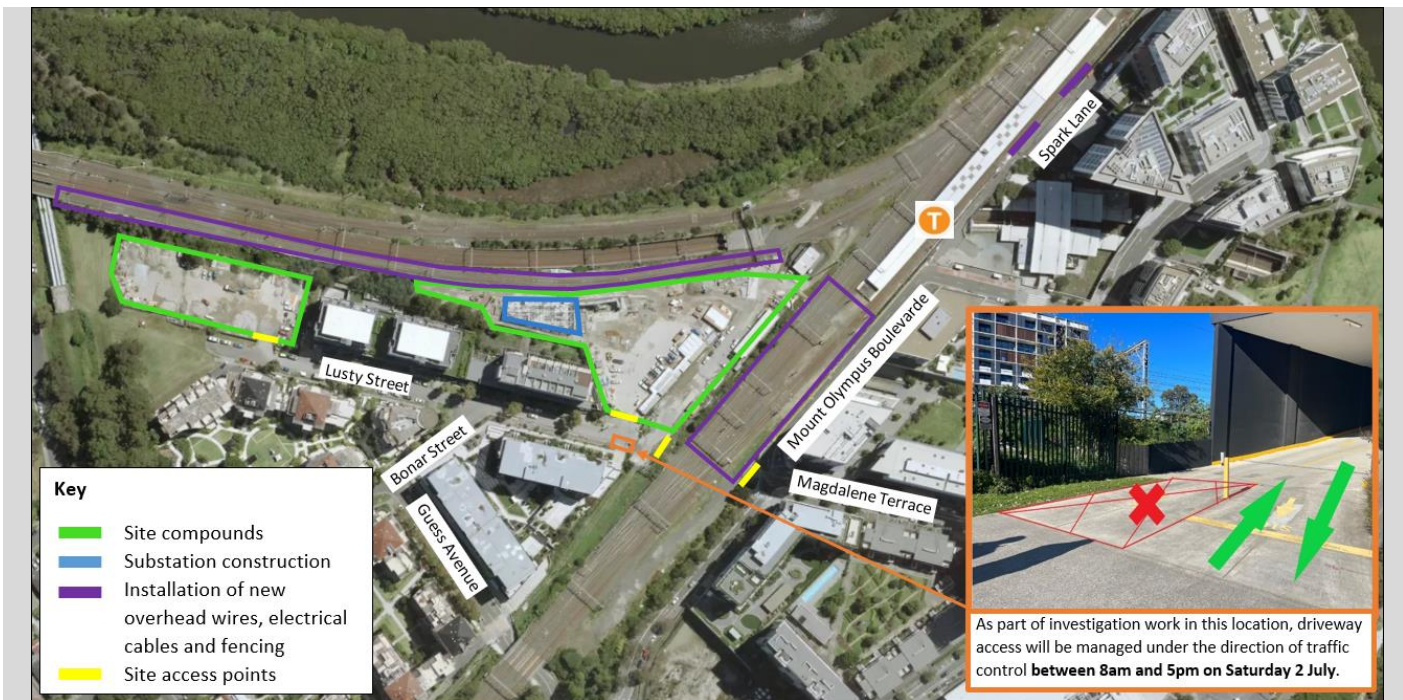 Spark Lane
T
Mount Olympus Boulevarde
Lusty Street
Bonar Street
Magdalene Terrace
Guess Avenue
Key
Site compounds
Substation construction
Installation of new
overhead wires, electrical
cables and fencing
Site access points
As part of investigation work in this location, driveway
access will be managed under the direction of traffic
control between 8am and 5pm on Saturday 2 July.